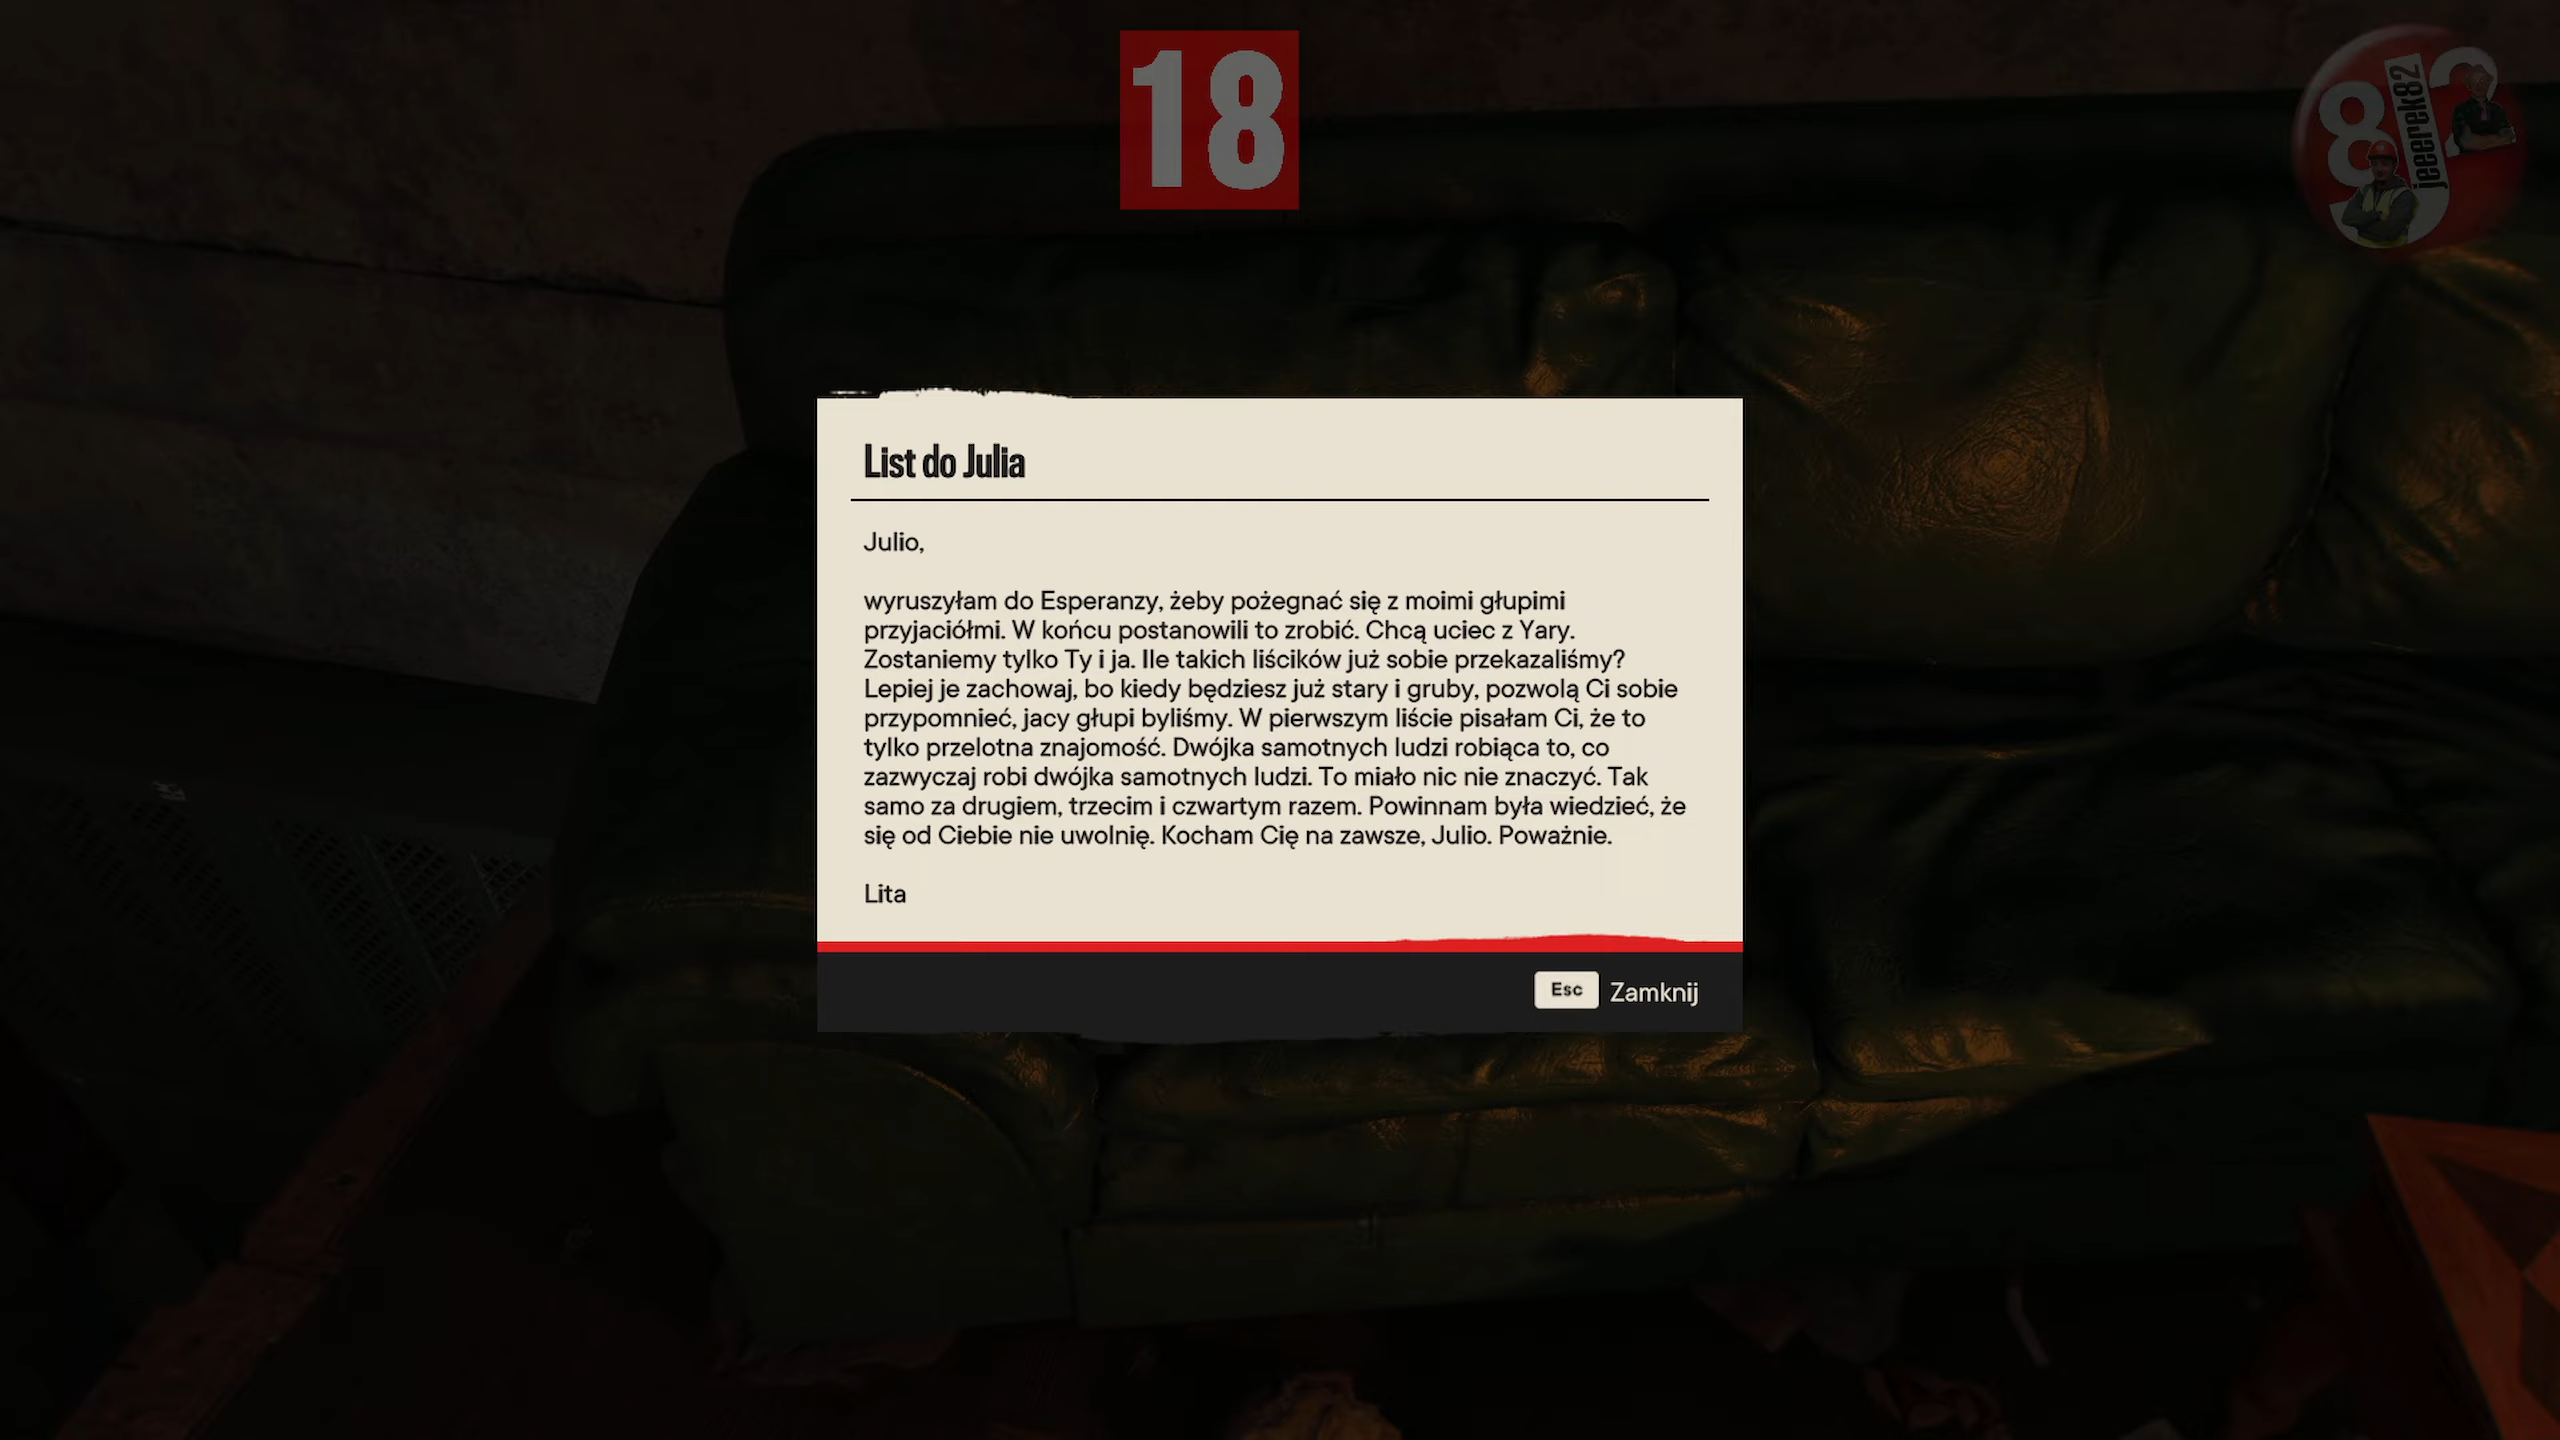 18
82
jeeerek82
List do Julia
Julio,
wyruszyłam do Esperanzy, żeby pożegnać się z moimi głupimi
przyjaciółmi. W końcu postanowili to zrobić. Chcą uciec z Yary.
Zostaniemy tylko Ty i ja. Ile takich liścików już sobie przekazaliśmy?
Lepiej je zachowaj, bo kiedy będziesz już stary i gruby, pozwolą Ci sobie
przypomnieć, jacy głupi byliśmy. W pierwszym liście pisałam Ci, że to
tylko przelotna znajomość. Dwójka samotnych ludzi robiąca to, co
zazwyczaj robi dwójka samotnych ludzi. To miało nic nie znaczyć. Tak
samo za drugiem, trzecim i czwartym razem. Powinnam była wiedzieć, że
się od Ciebie nie uwolnię. Kocham Cię na zawsze, Julio. Poważnie.
Lita
Esc Zamknij